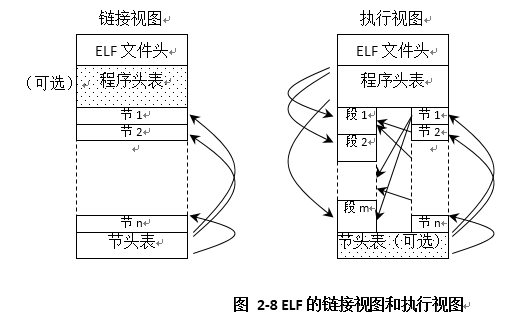 链接视图
ELF 文件头
（可选）
程序头表
节 1
节 2
节 n
节头表
执行视图
ELF 文件头
程序头表
段 1
节 1
段 2
节 2
段 m
节 n
节头表（可选）
图 2-8 ELF 的链接视图和执行视图